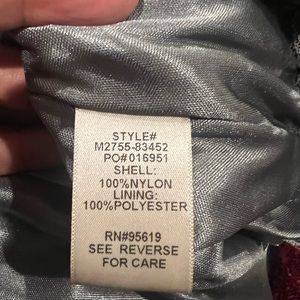 STYLE#
M2755-83452
PO#016951
SHELL:
100%NYLON
LINING:
100%POLYESTER
RN#95619
SEE REVERSE
FOR CARE